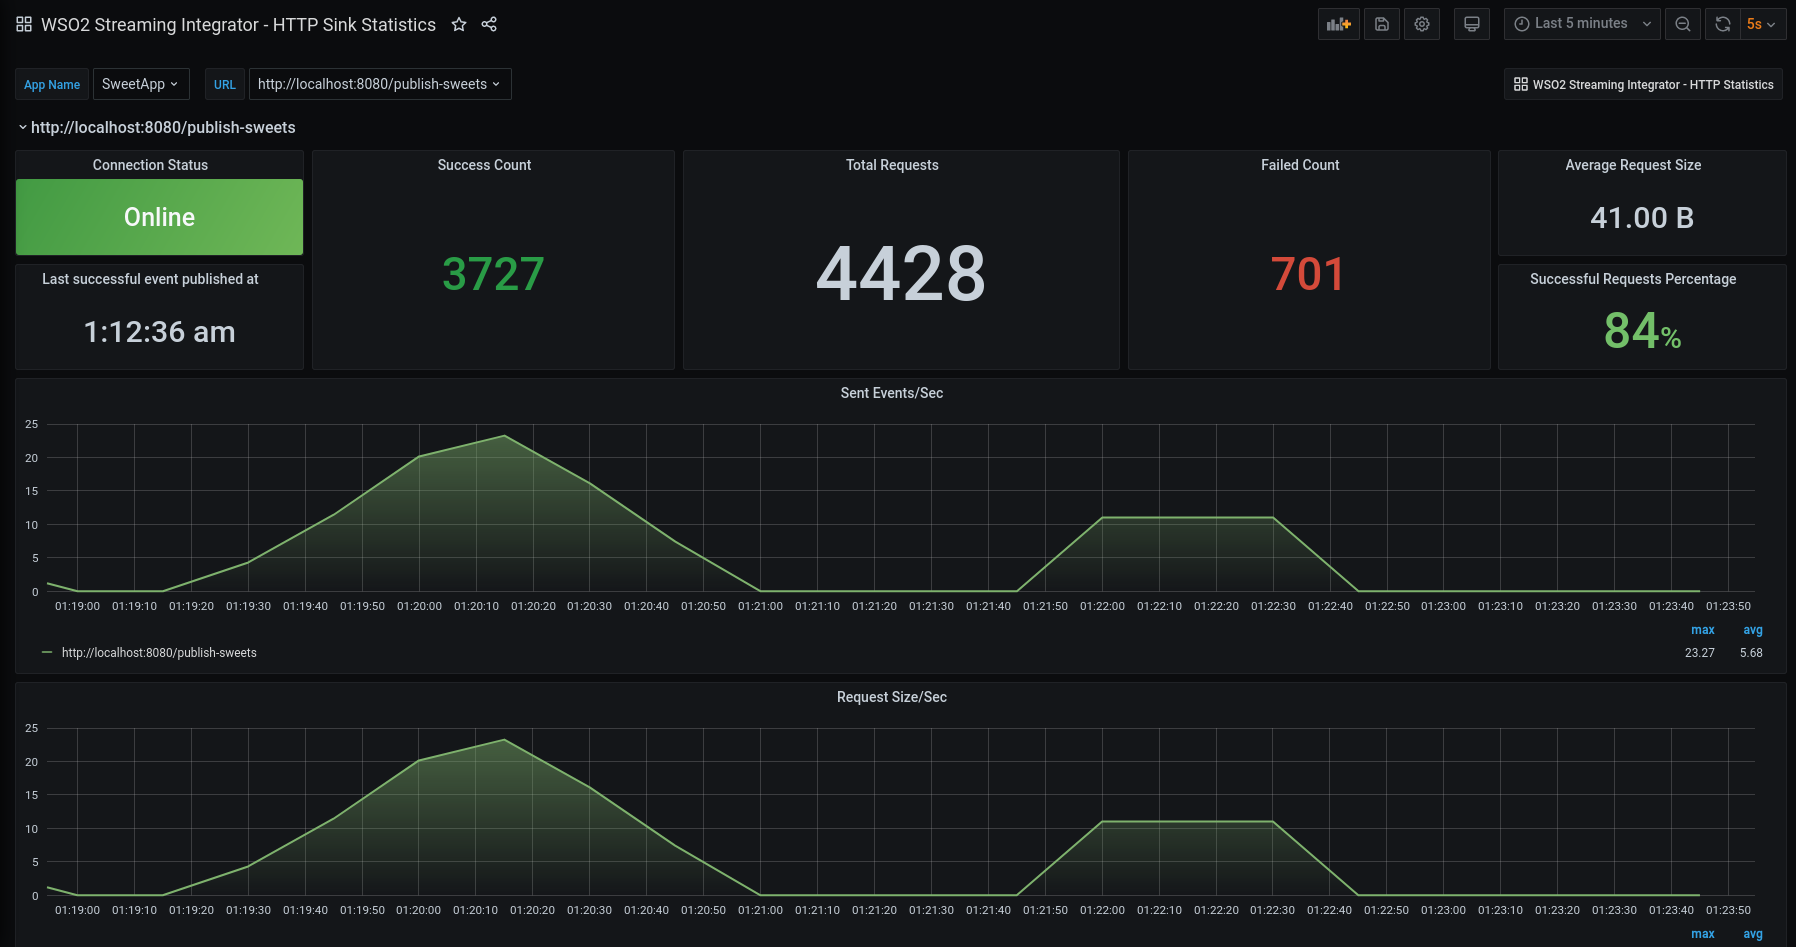 WSO2 Streaming Integrator - HTTP Sink Statistics
Last 5 minutes
5s
App Name
SweetApp
URL
http://localhost:8080/publish-sweets
WSO2 Streaming Integrator - HTTP Statistics
http://localhost:8080/publish-sweets
Connection Status
Online
Last successful event published at
1:12:36 am
Success Count
3727
Total Requests
4428
Failed Count
701
Average Request Size
41.00 B
Successful Requests Percentage
84%
Sent Events/Sec
25
20
15
10
5
0
01:19:00 01:19:10 01:19:20 01:19:30 01:19:40 01:19:50 01:20:00 01:20:10 01:20:20 01:20:30 01:20:40 01:20:50 01:21:00 01:21:10 01:21:20 01:21:30 01:21:40 01:21:50 01:22:00 01:22:10 01:22:20 01:22:30 01:22:40 01:22:50 01:23:00 01:23:10 01:23:20 01:23:30 01:23:40 01:23:50
max avg
http://localhost:8080/publish-sweets 23.27 5.68
Request Size/Sec
25
20
15
10
5
0
01:19:00 01:19:10 01:19:20 01:19:30 01:19:40 01:19:50 01:20:00 01:20:10 01:20:20 01:20:30 01:20:40 01:20:50 01:21:00 01:21:10 01:21:20 01:21:30 01:21:40 01:21:50 01:22:00 01:22:10 01:22:20 01:22:30 01:22:40 01:22:50 01:23:00 01:23:10 01:23:20 01:23:30 01:23:40 01:23:50
max avg